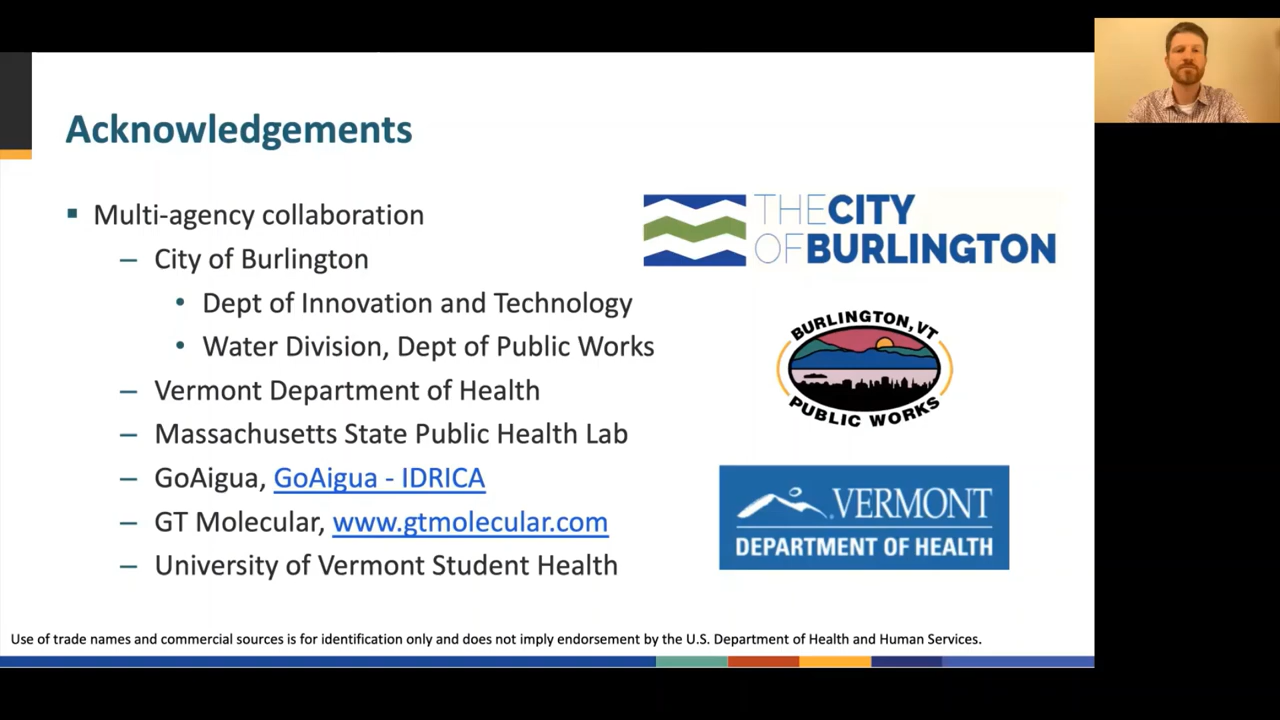 Acknowledgements
▪ Multi-agency collaboration
– City of Burlington
• Dept of Innovation and Technology
• Water Division, Dept of Public Works
– Vermont Department of Health
– Massachusetts State Public Health Lab
– GoAigua, GoAigua - IDRICA
– GT Molecular, www.gtmolecular.com
– University of Vermont Student Health
THE CITY
OF BURLINGTON
BURLINGTON, VT
PUBLIC WORKS
VERMONT
DEPARTMENT OF HEALTH
Use of trade names and commercial sources is for identification only and does not imply endorsement by the U.S. Department of Health and Human Services.